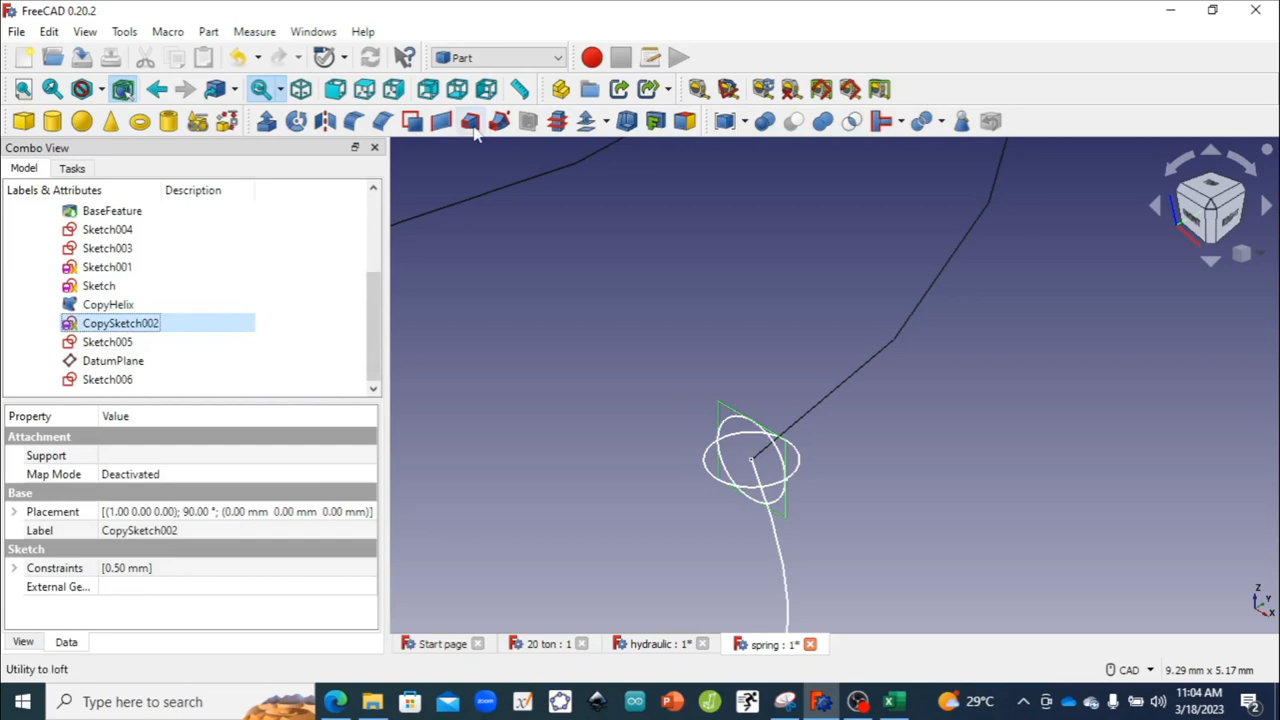 FreeCAD 0.20.2
File Edit View Tools Macro Part Measure Windows Help
Part
Combo View
Model Tasks
Labels & Attributes Description
BaseFeature
Sketch004
Sketch003
Sketch001
Sketch
CopyHelix
CopySketch002
Sketch005
DatumPlane
Sketch006
Property Value
Attachment
Support
Map Mode Deactivated
Base
Placement [(1.00 0.00 0.00); 90.00 °; (0.00 mm 0.00 mm 0.00 mm)]
Label CopySketch002
Sketch
Constraints [0.50 mm]
External Ge...
View Data
Z
Y
X
Start page 20 ton : 1 hydraulic : 1* spring : 1*
Utility to loft CAD 9.29 mm x 5.17 mm
Type here to search 29°C 11:04 AM
3/18/2023 2